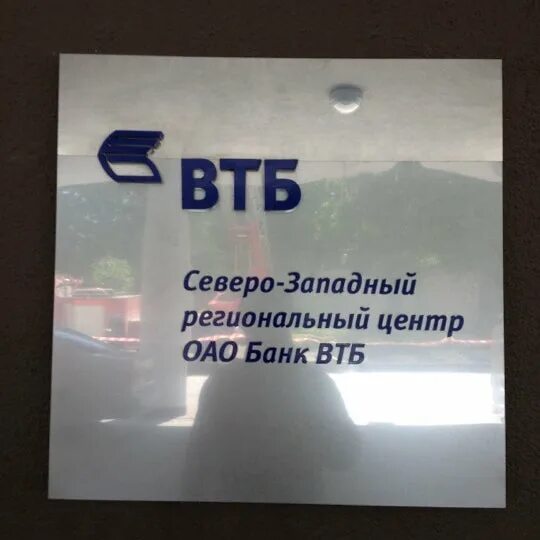 ВТБ
Северо-Западный
региональный центр
ОАО Банк ВТБ